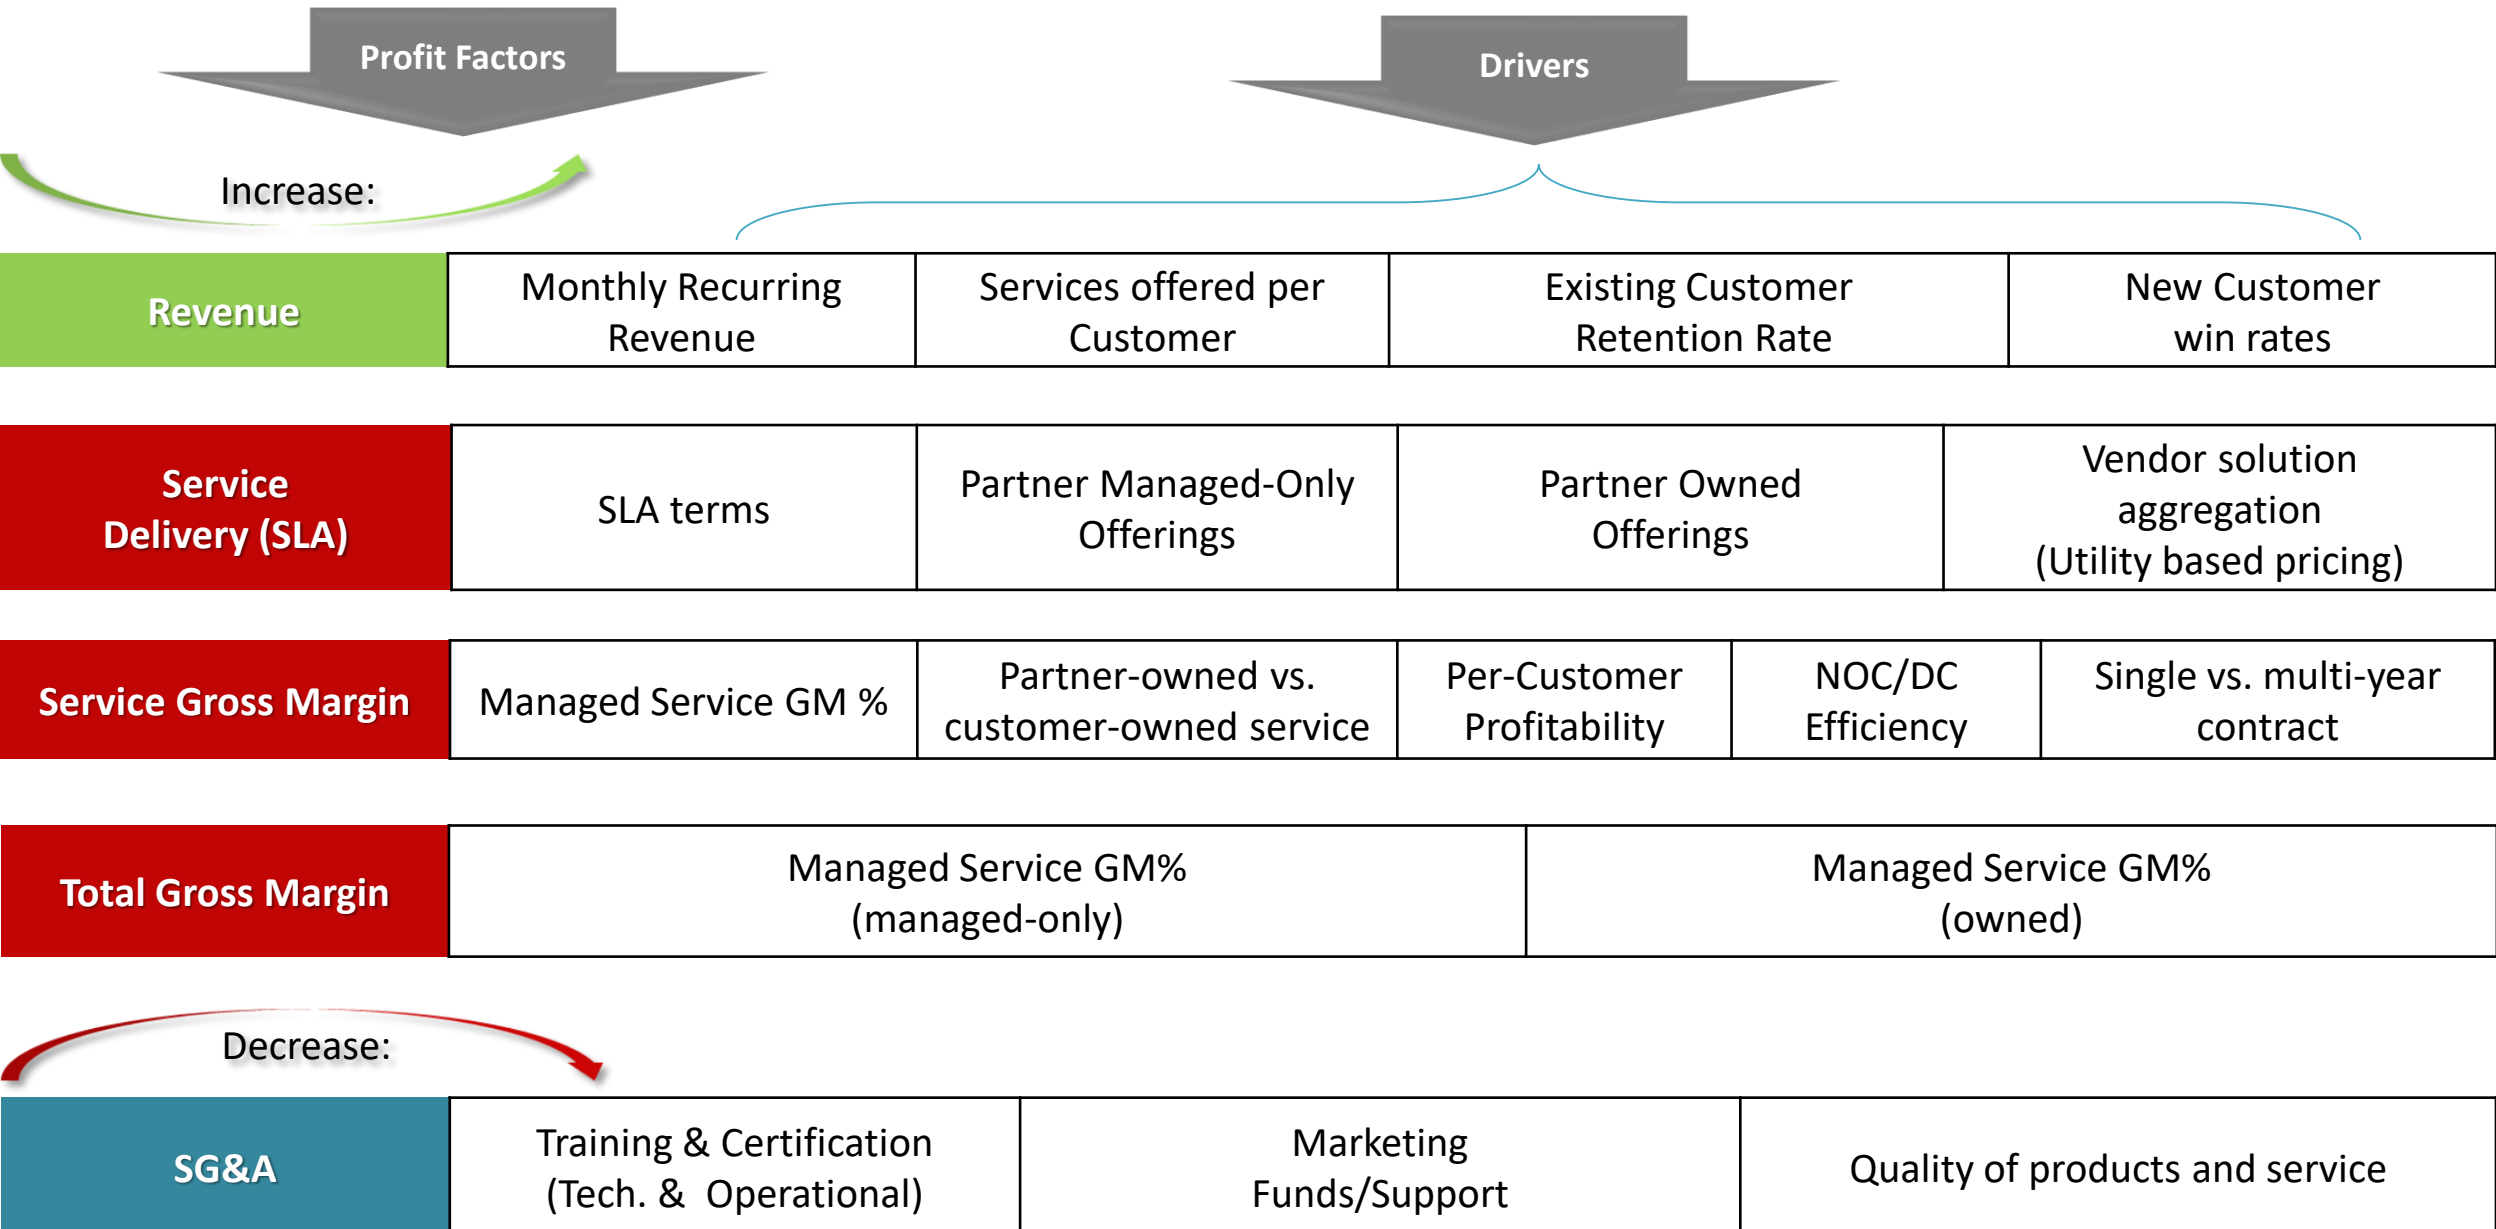 Profit Factors
Drivers
Increase:
Revenue
Monthly Recurring
Revenue
Services offered per
Customer
Existing Customer
Retention Rate
New Customer
win rates
Service
Delivery (SLA)
SLA terms
Partner Managed-Only
Offerings
Partner Owned
Offerings
Vendor solution
aggregation
(Utility based pricing)
Service Gross Margin
Managed Service GM %
Partner-owned vs.
customer-owned service
Per-Customer
Profitability
NOC/DC
Efficiency
Single vs. multi-year
contract
Total Gross Margin
Managed Service GM%
(managed-only)
Managed Service GM%
(owned)
Decrease:
SG&A
Training & Certification
(Tech. &  Operational)
Marketing
Funds/Support
Quality of products and service